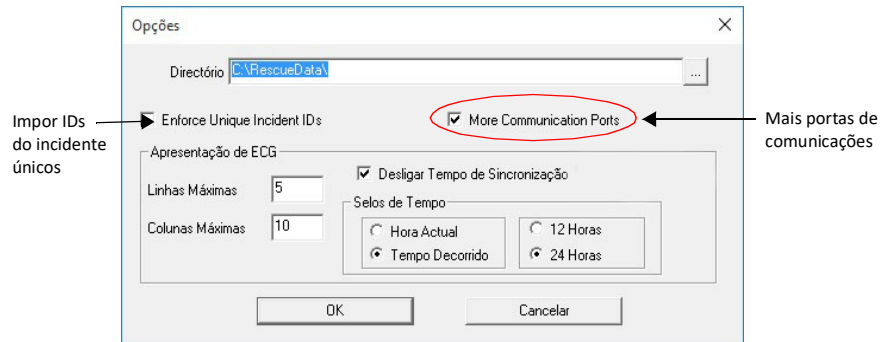 Opções
Directório C:\RescueData\ ...
Impor IDs
do incidente
únicos
Enforce Unique Incident IDs
More Communication Ports
Mais portas de
comunicações
Apresentação de ECG
Linhas Máximas 5
Desligar Tempo de Sincronização
Selos de Tempo
Colunas Máximas 10
Hora Actual
12 Horas
Tempo Decorrido
24 Horas
OK
Cancelar